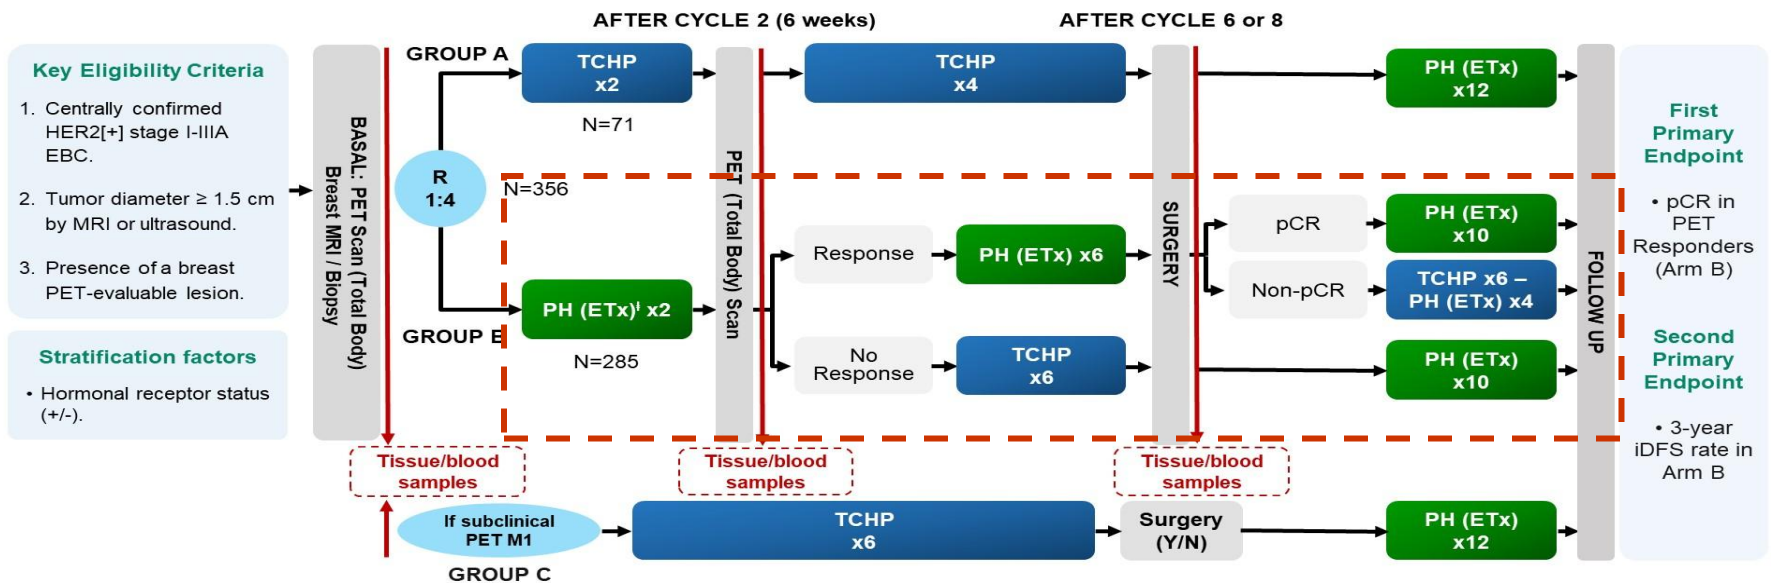 AFTER CYCLE 2 (6 weeks)
AFTER CYCLE 6 or 8
Key Eligibility Criteria
1. Centrally confirmed
HER2[+] stage I-IIIA
EBC.
2. Tumor diameter ≥ 1.5 cm
by MRI or ultrasound.
3. Presence of a breast
PET-evaluable lesion.
Stratification factors
• Hormonal receptor status
(+/-).
BASAL: PET Scan (Total Body)
Breast MRI / Biopsy
GROUP A
TCHP
x2
N=71
R
1:4
N=356
GROUP B
PH (ETx)ƚ x2
N=285
PET (Total Body) Scan
TCHP
x4
Response
PH (ETx) x6
No
Response
TCHP
x6
SURGERY
PH (ETx)
x12
pCR
PH (ETx)
x10
Non-pCR
TCHP x6 –
PH (ETx) x4
PH (ETx)
x10
FOLLOW UP
First
Primary
Endpoint
• pCR in
PET
Responders
(Arm B)
Second
Primary
Endpoint
• 3-year
iDFS rate in
Arm B
Tissue/blood
samples
Tissue/blood
samples
Tissue/blood
samples
If subclinical
PET M1
GROUP C
TCHP
x6
Surgery
(Y/N)
PH (ETx)
x12